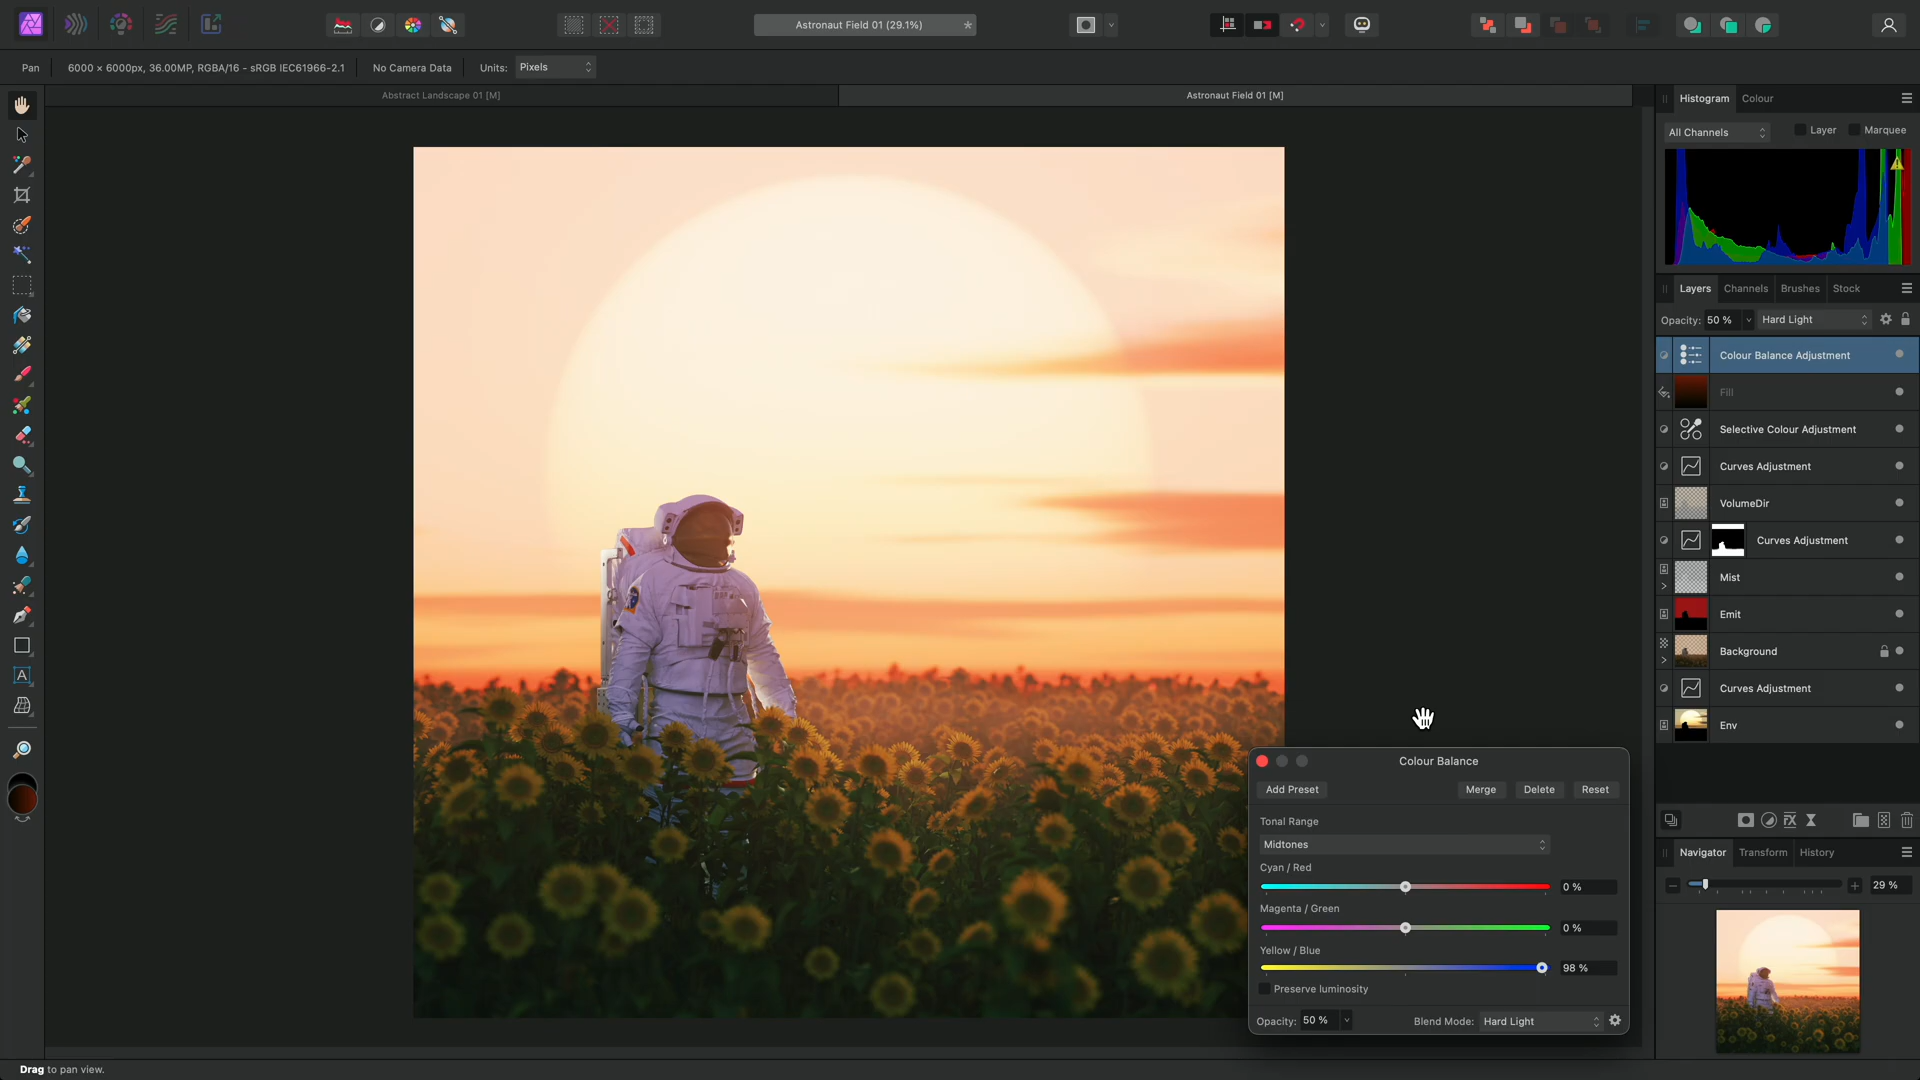 Astronaut Field 01 (29.1%)
*
Pan
6000 × 6000px, 36.00MP, RGBA/16 - sRGB IEC61966-2.1
No Camera Data
Units:
Pixels
Abstract Landscape 01 [M]
Astronaut Field 01 [M]
Histogram
Colour
All Channels
Layer
Marquee
Layers
Channels
Brushes
Stock
Opacity:
50 %
Hard Light
Colour Balance Adjustment
Fill
Selective Colour Adjustment
Curves Adjustment
VolumeDir
Curves Adjustment
Mist
Emit
Background
Curves Adjustment
Env
Navigator
Transform
History
29 %
Colour Balance
Add Preset
Merge
Delete
Reset
Tonal Range
Midtones
Cyan / Red
0 %
Magenta / Green
0 %
Yellow / Blue
98 %
Preserve luminosity
Opacity:
50 %
Blend Mode:
Hard Light
Drag to pan view.